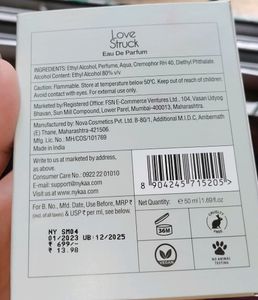 Love
Struck
Eau De Parfum
INGREDIENTS: Ethyl Alcohol, Perfume, Aqua, Cremophor RH 40, Diethyl Phthalate.
Alcohol Content: Ethyl Alcohol 80% v/v
Caution: Flammable. Store at temperature below 50°C. Keep out of reach of children.
Avoid contact with eyes. For external use only.
Marketed by/Registered Office: FSN E-Commerce Ventures Ltd., 104, Vasan Udyog
Bhavan, Sun Mill Compound, Lower Parel, Mumbai-400013, Maharashtra
Manufactured by: Nova Cosmetics Pvt. Ltd. B-80/1, Additional M.I.D.C, Ambernath
(E) Thane, Maharashtra-421506
Mfg. Lic. No.: MH/COS/101769
Made in India
Write to us at marketed by address
Consumer Care No.: 0922 22 01010
E-mail: support@nykaa.com
Visit us at www.nykaa.com
8 904245 715205 >
For B. No., Mfd. Date, Use Before, MRP ₹
(incl. of all taxes) & USP ₹ per ml, see below.
Net Quantity: 50 ml/1.69fl oz
NY SM04
01/2023 UB:12/2025
₹ 699/-
₹ 13.98
36M
CRUELTY FREE
VEGAN
NO ANIMAL
TESTING